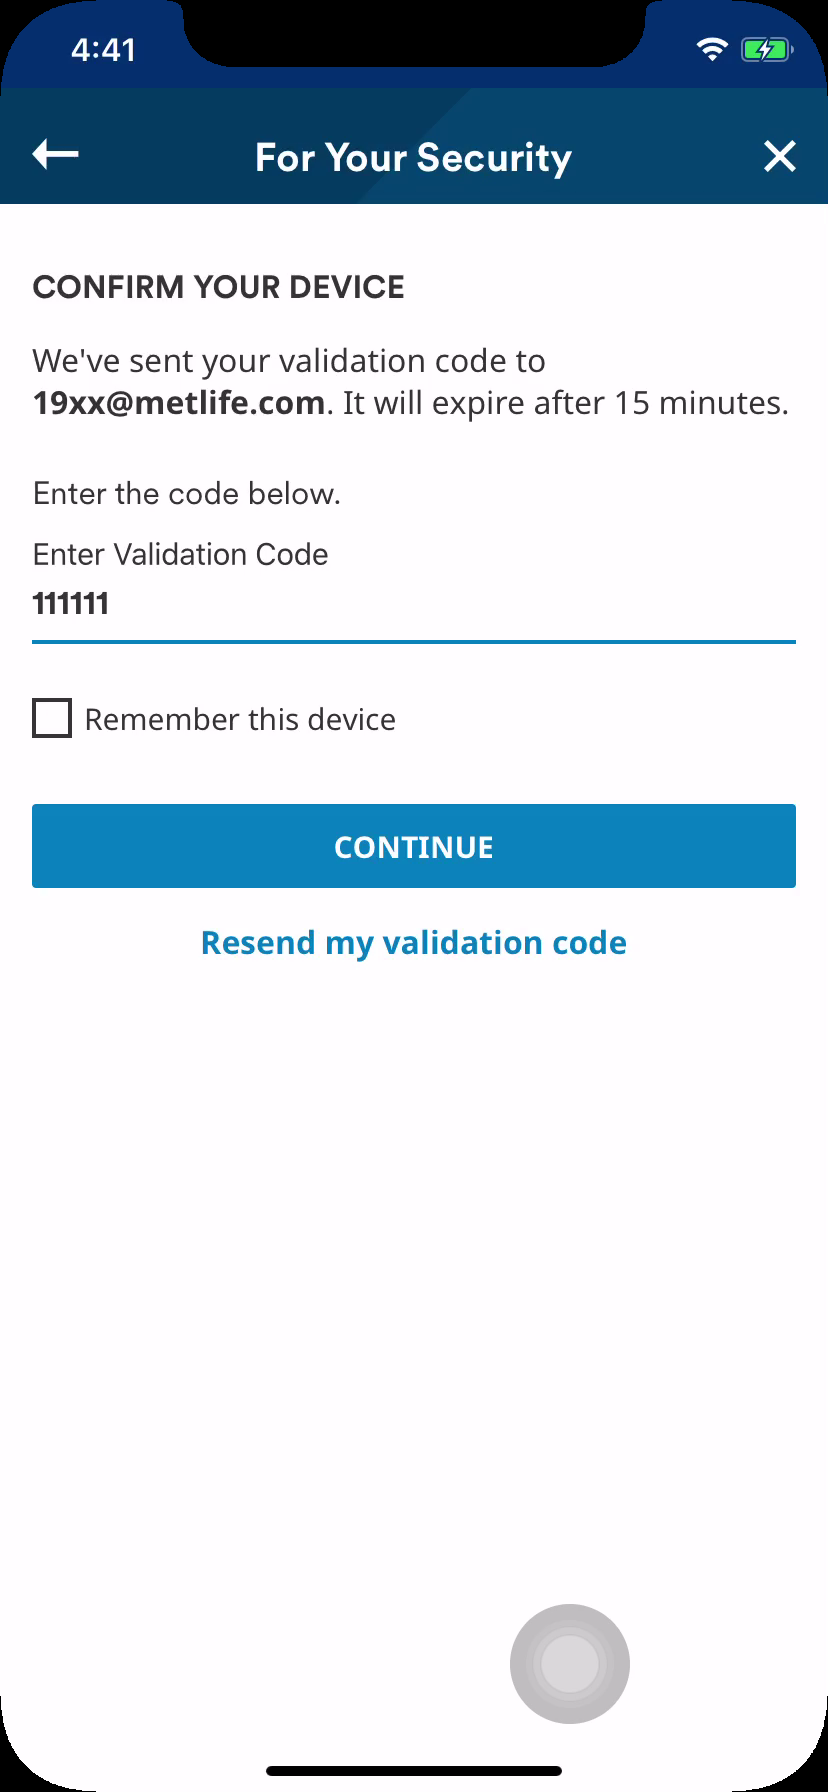 4:41
For Your Security
CONFIRM YOUR DEVICE
We've sent your validation code to
19xx@metlife.com. It will expire after 15 minutes.
Enter the code below.
Enter Validation Code
111111
Remember this device
CONTINUE
Resend my validation code